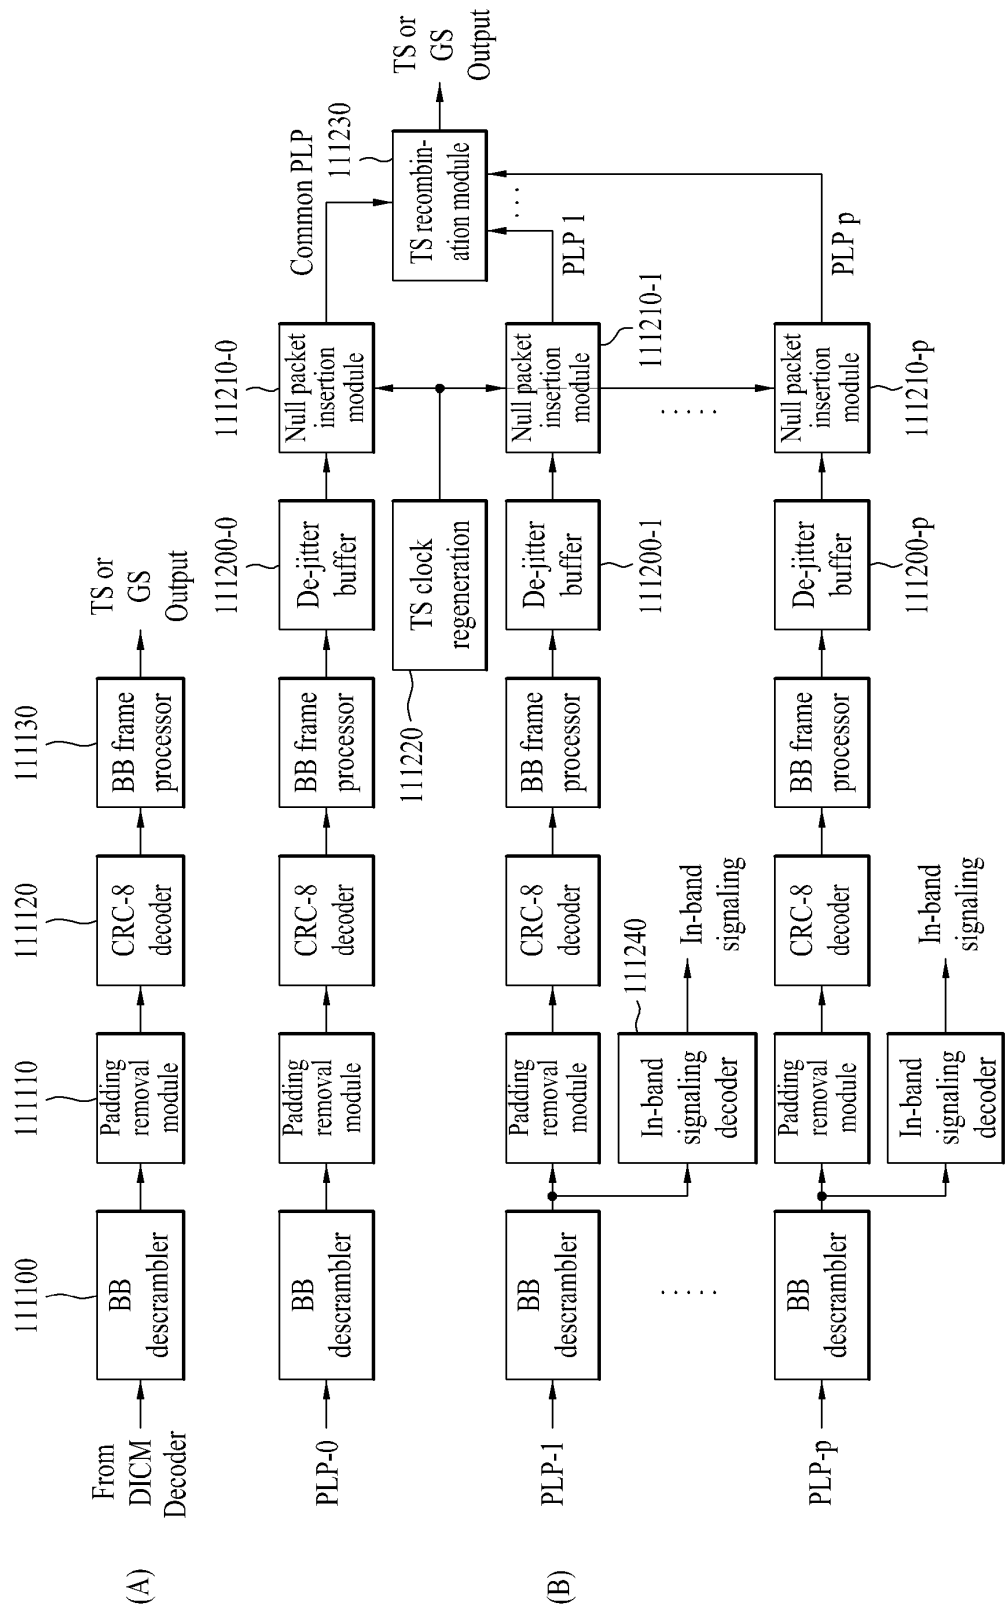 (A)
From
DICM
Decoder
111100
BB
descrambler
111110
Padding
removal
module
111120
CRC-8
decoder
111130
BB frame
processor
TS or
GS
Output
(B)
PLP-0
BB
descrambler
Padding
removal
module
CRC-8
decoder
BB frame
processor
111200-0
De-jitter
buffer
111210-0
Null packet
insertion
module
Common PLP
111220
TS clock
regeneration
111230
TS recombin-
ation module
TS or
GS
Output
PLP-1
BB
descrambler
Padding
removal
module
CRC-8
decoder
BB frame
processor
De-jitter
buffer
111200-1
Null packet
insertion
module
111210-1
PLP 1
. . . .
In-band
signaling
decoder
111240
In-band
signaling
. . . . .
. . . . .
PLP-p
BB
descrambler
Padding
removal
module
CRC-8
decoder
BB frame
processor
De-jitter
buffer
111200-p
Null packet
insertion
module
111210-p
PLP p
In-band
signaling
decoder
In-band
signaling